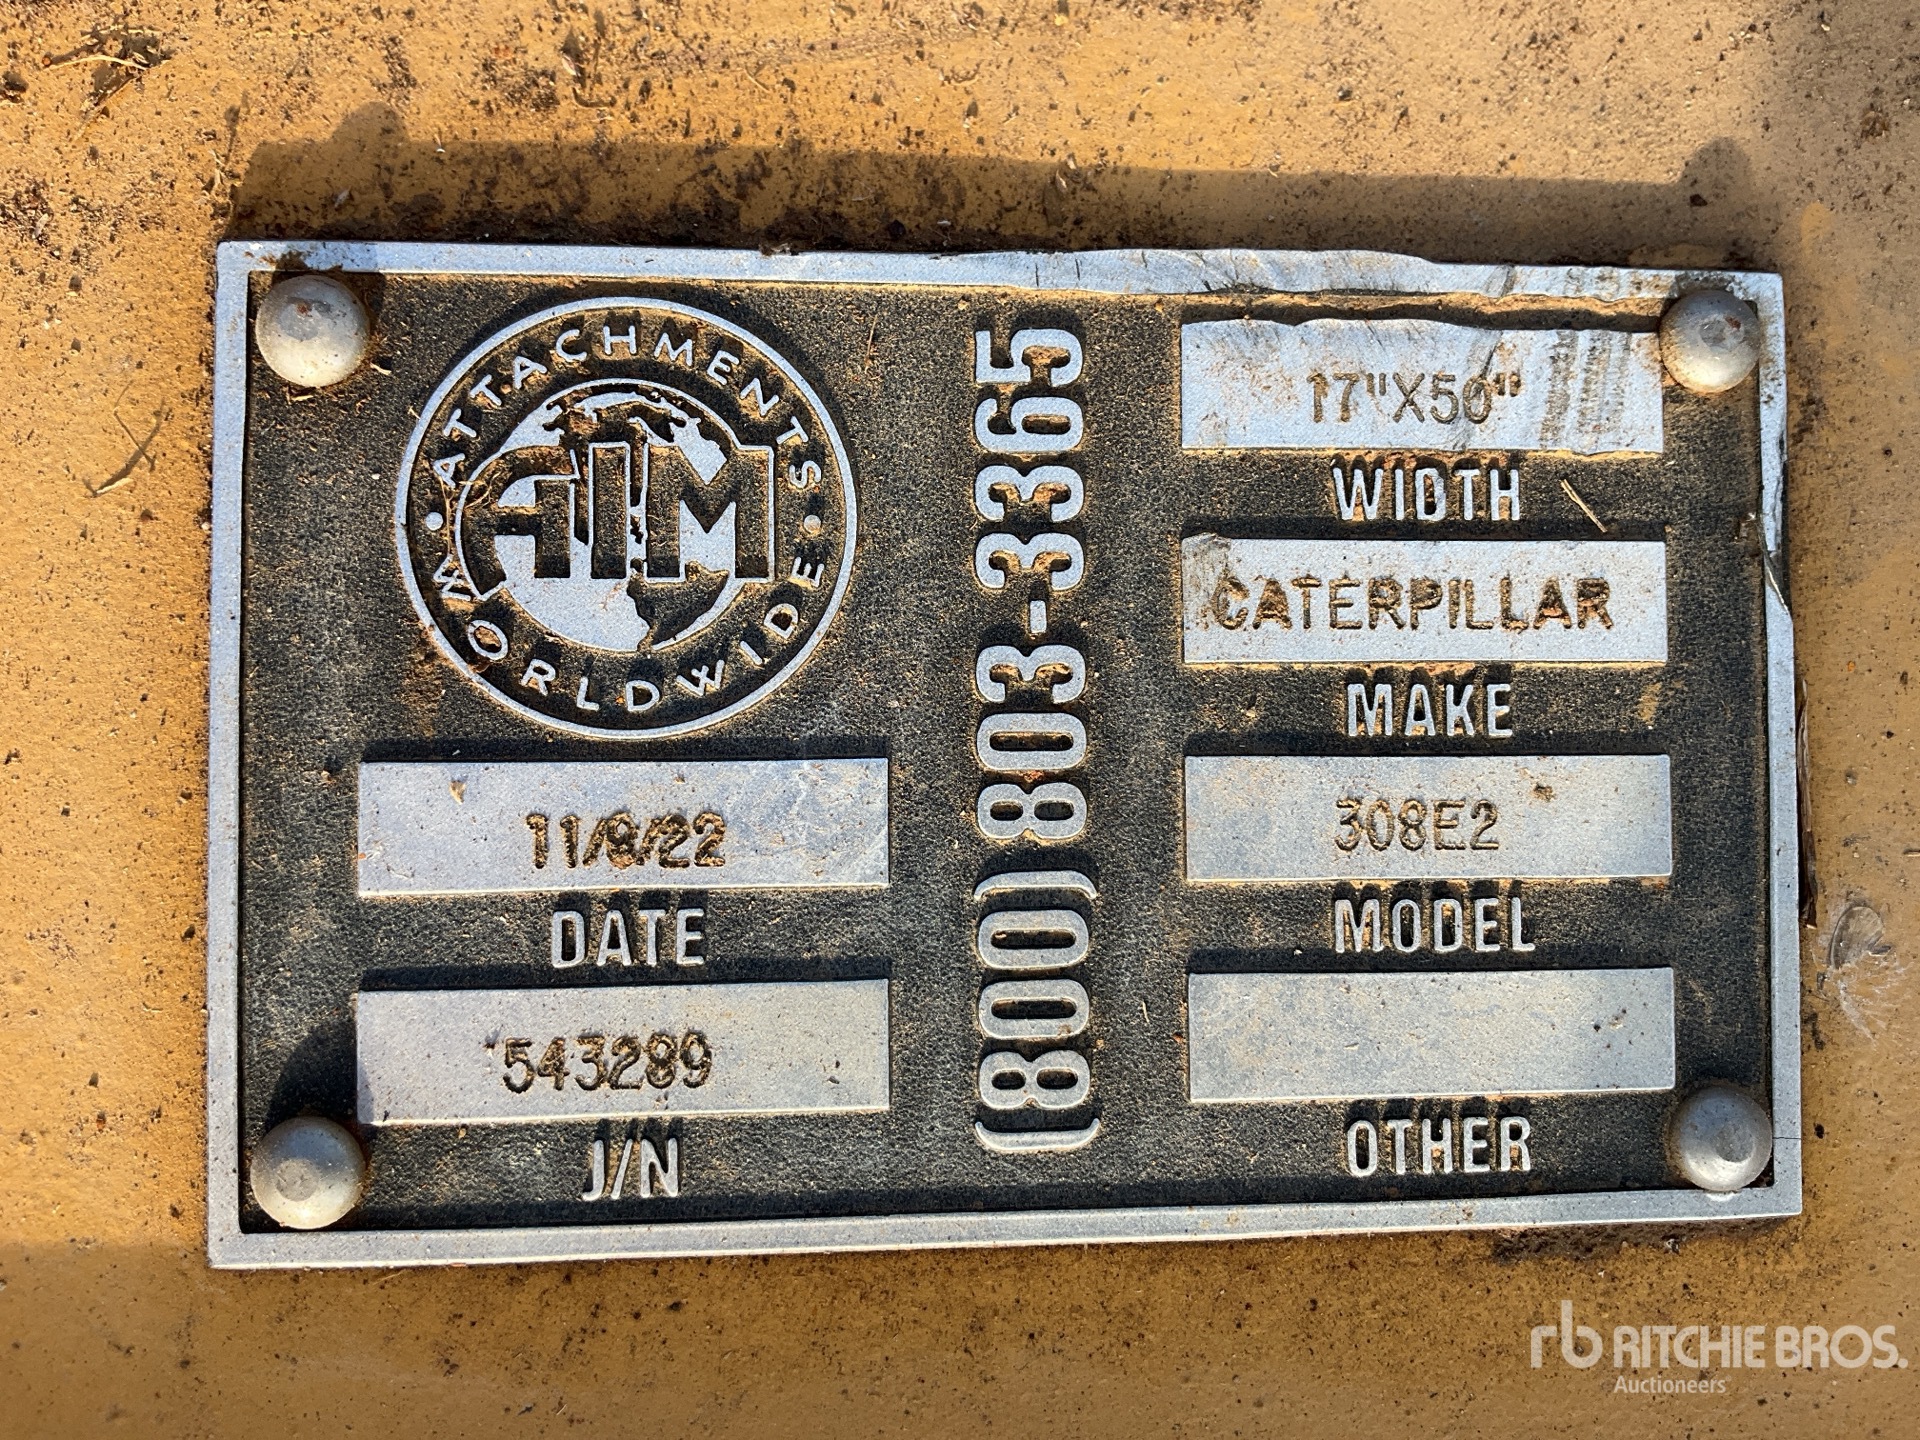 ATTACHMENTS
AIM
WORLDWIDE
11/8/22
DATE
543289
J/N
(800)803-3365
17"X50"
WIDTH
CATERPILLAR
MAKE
308E2
MODEL
OTHER
rb RITCHIE BROS.
Auctioneers